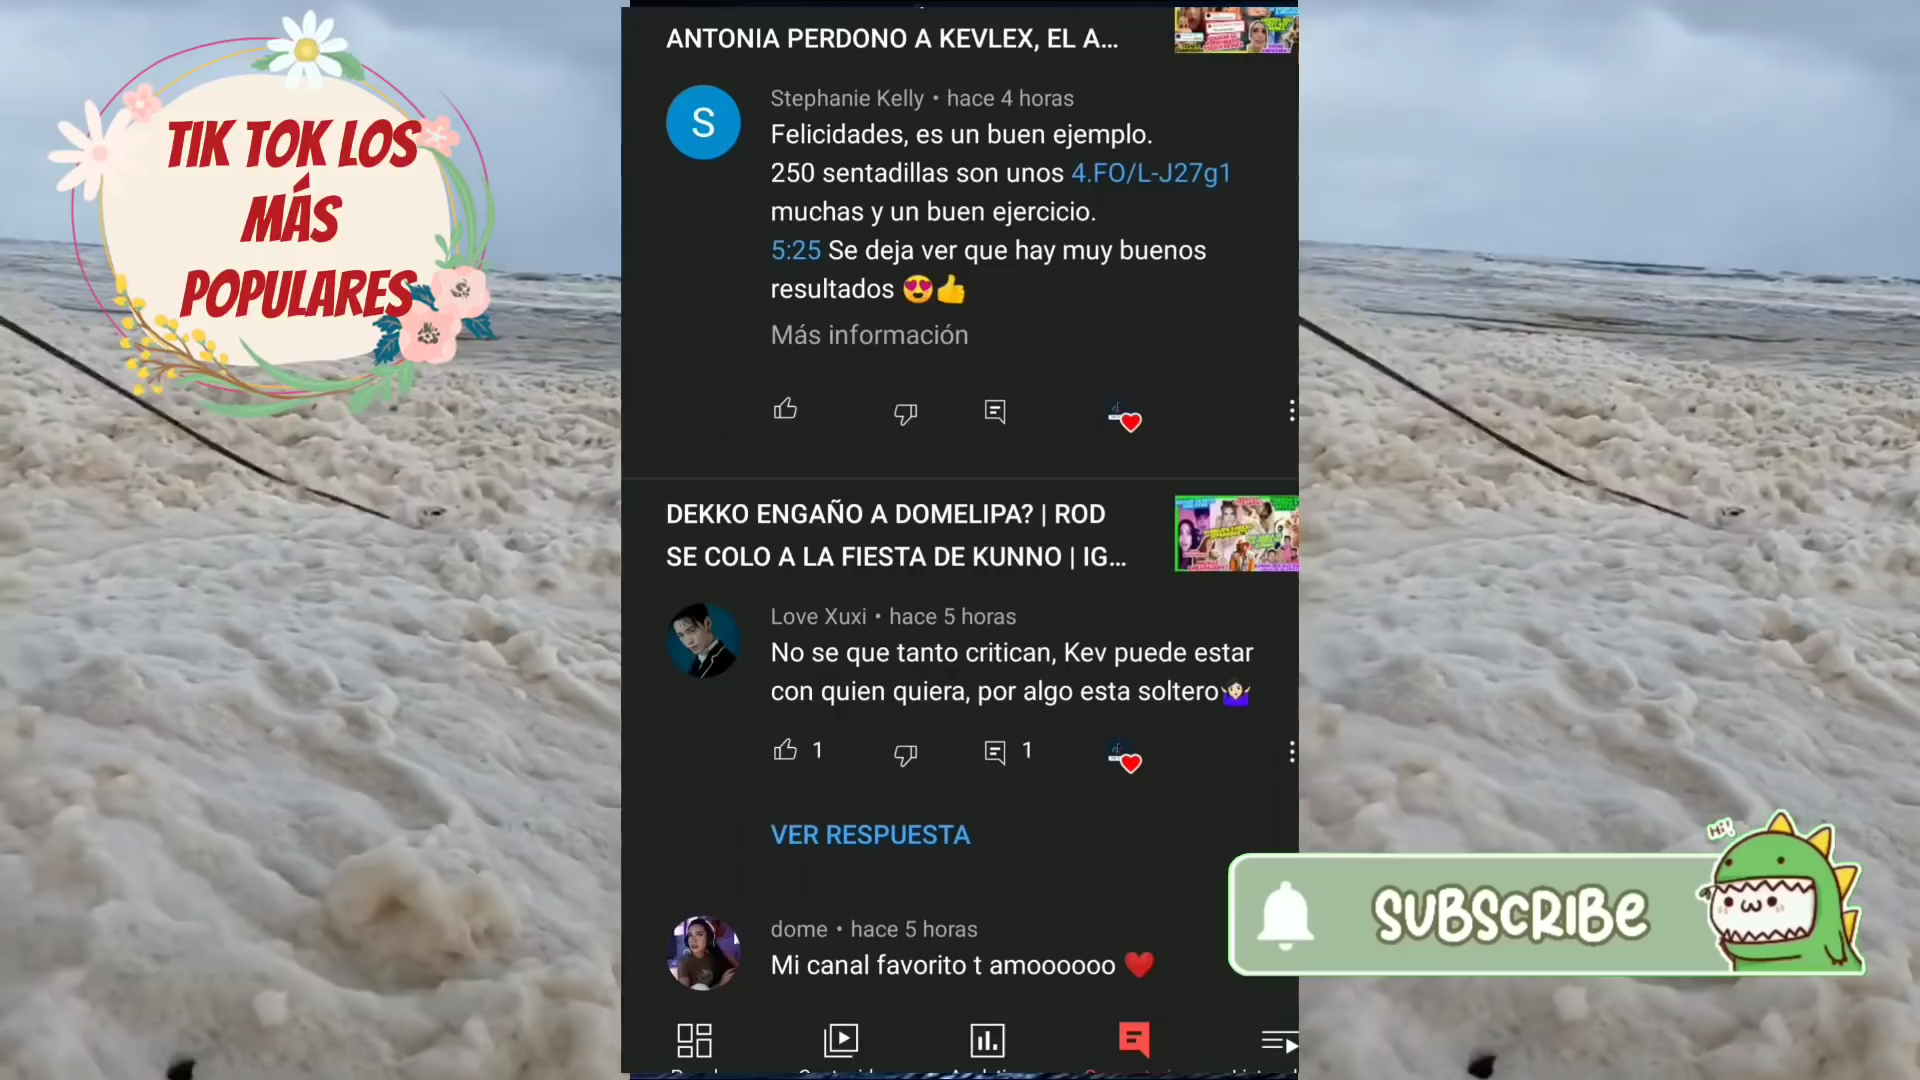 TIK TOK LOS
MÁS
POPULARES
ANTONIA PERDONO A KEVLEX, EL A...
S
Stephanie Kelly • hace 4 horas
Felicidades, es un buen ejemplo.
250 sentadillas son unos 4.FO/L-J27g1
muchas y un buen ejercicio.
5:25 Se deja ver que hay muy buenos
resultados 😍👍
Más información
DEKKO ENGAÑO A DOMELIPA? | ROD
SE COLO A LA FIESTA DE KUNNO | IG...
Love Xuxi • hace 5 horas
No se que tanto critican, Kev puede estar
con quien quiera, por algo esta soltero🤷🏻‍♀️
1 1
VER RESPUESTA
dome • hace 5 horas
Mi canal favorito t amoooooo ❤️
Hi!
SUBSCRIBE